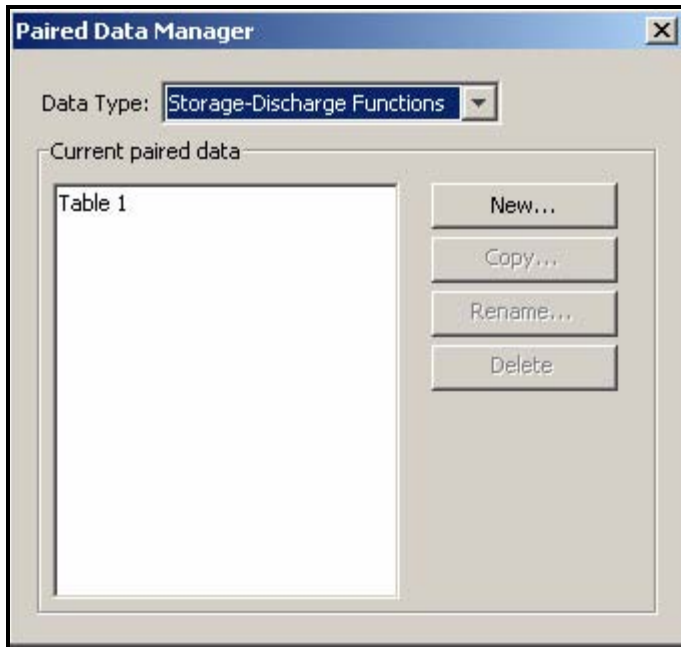 Paired Data Manager
Data Type: Storage-Discharge Functions
Current paired data
Table 1
New...
Copy...
Rename...
Delete